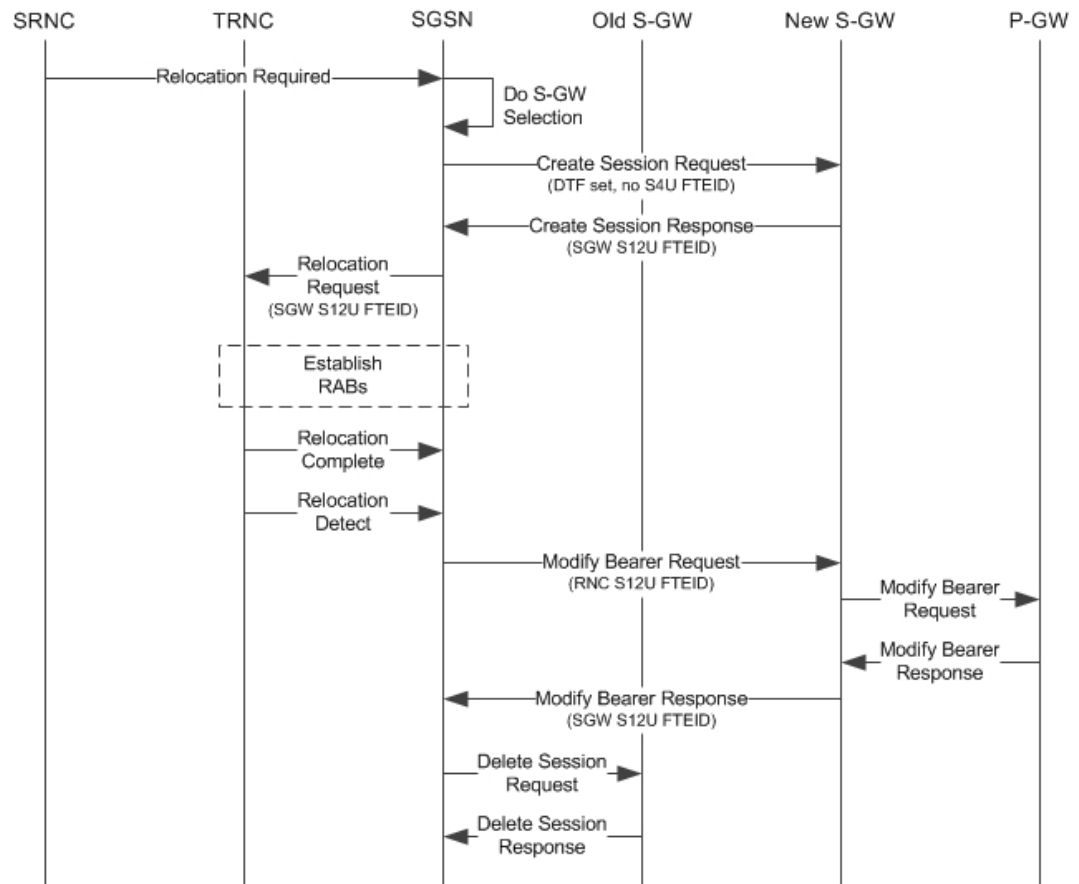 SRNC TRNC SGSN Old S-GW New S-GW P-GW
Relocation Required
Do S-GW
Selection
Create Session Request
(DTF set, no S4U FTEID)
Create Session Response
(SGW S12U FTEID)
Relocation
Request
(SGW S12U FTEID)
Establish
RABs
Relocation
Complete
Relocation
Detect
Modify Bearer Request
(RNC S12U FTEID)
Modify Bearer
Request
Modify Bearer
Response
Modify Bearer Response
(SGW S12U FTEID)
Delete Session
Request
Delete Session
Response